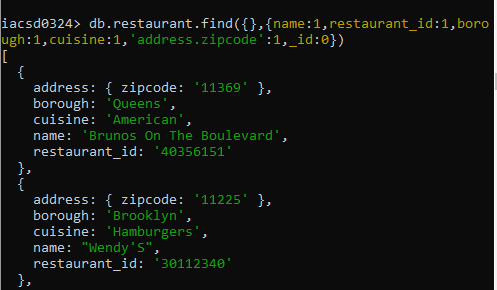 iacsd0324> db.restaurant.find({},{name:1,restaurant_id:1,boro
ugh:1,cuisine:1,'address.zipcode':1,_id:0})
[
  {
    address: { zipcode: '11369' },
    borough: 'Queens',
    cuisine: 'American',
    name: 'Brunos On The Boulevard',
    restaurant_id: '40356151'
  },
  {
    address: { zipcode: '11225' },
    borough: 'Brooklyn',
    cuisine: 'Hamburgers',
    name: "Wendy'S",
    restaurant_id: '30112340'
  },